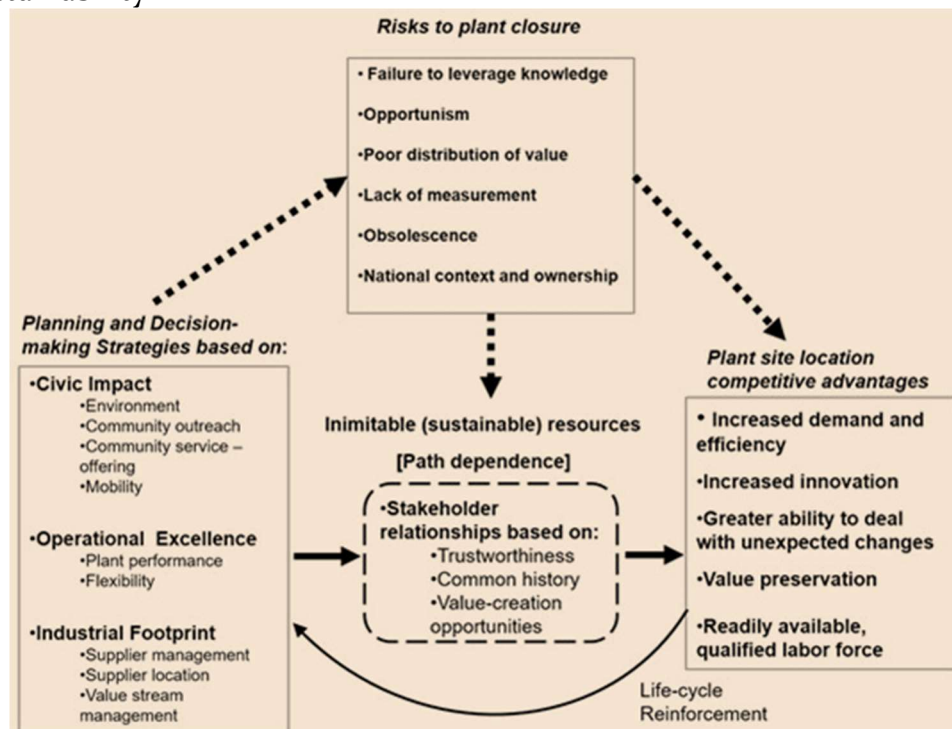 Risks to plant closure
• Failure to leverage knowledge
•Opportunism
•Poor distribution of value
•Lack of measurement
•Obsolescence
•National context and ownership
Planning and Decision-
making Strategies based on:
•Civic Impact
•Environment
•Community outreach
•Community service –
offering
•Mobility
•Operational Excellence
•Plant performance
•Flexibility
•Industrial Footprint
•Supplier management
•Supplier location
•Value stream
management
Inimitable (sustainable) resources
[Path dependence]
•Stakeholder
relationships based on:
•Trustworthiness
•Common history
•Value-creation
opportunities
Plant site location
competitive advantages
• Increased demand and
efficiency
•Increased innovation
•Greater ability to deal
with unexpected changes
•Value preservation
•Readily available,
qualified labor force
Life-cycle
Reinforcement